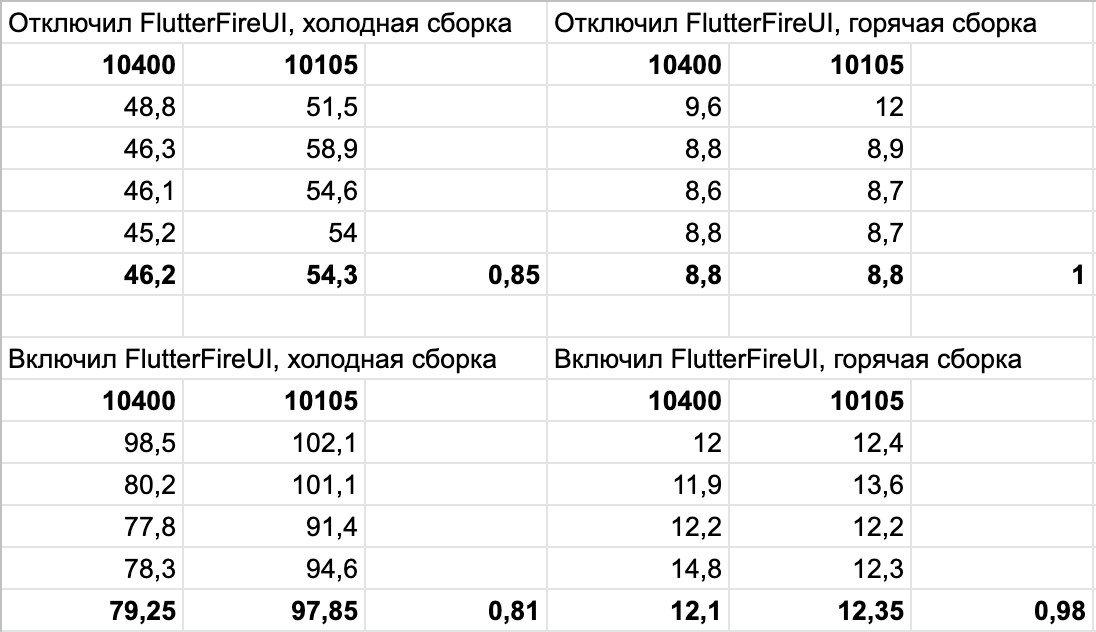 Отключил FlutterFireUI, холодная сборка Отключил FlutterFireUI, горячая сборка
10400 10105 10400 10105
48,8 51,5 9,6 12
46,3 58,9 8,8 8,9
46,1 54,6 8,6 8,7
45,2 54 8,8 8,7
46,2 54,3 0,85 8,8 8,8 1
Включил FlutterFireUI, холодная сборка Включил FlutterFireUI, горячая сборка
10400 10105 10400 10105
98,5 102,1 12 12,4
80,2 101,1 11,9 13,6
77,8 91,4 12,2 12,2
78,3 94,6 14,8 12,3
79,25 97,85 0,81 12,1 12,35 0,98